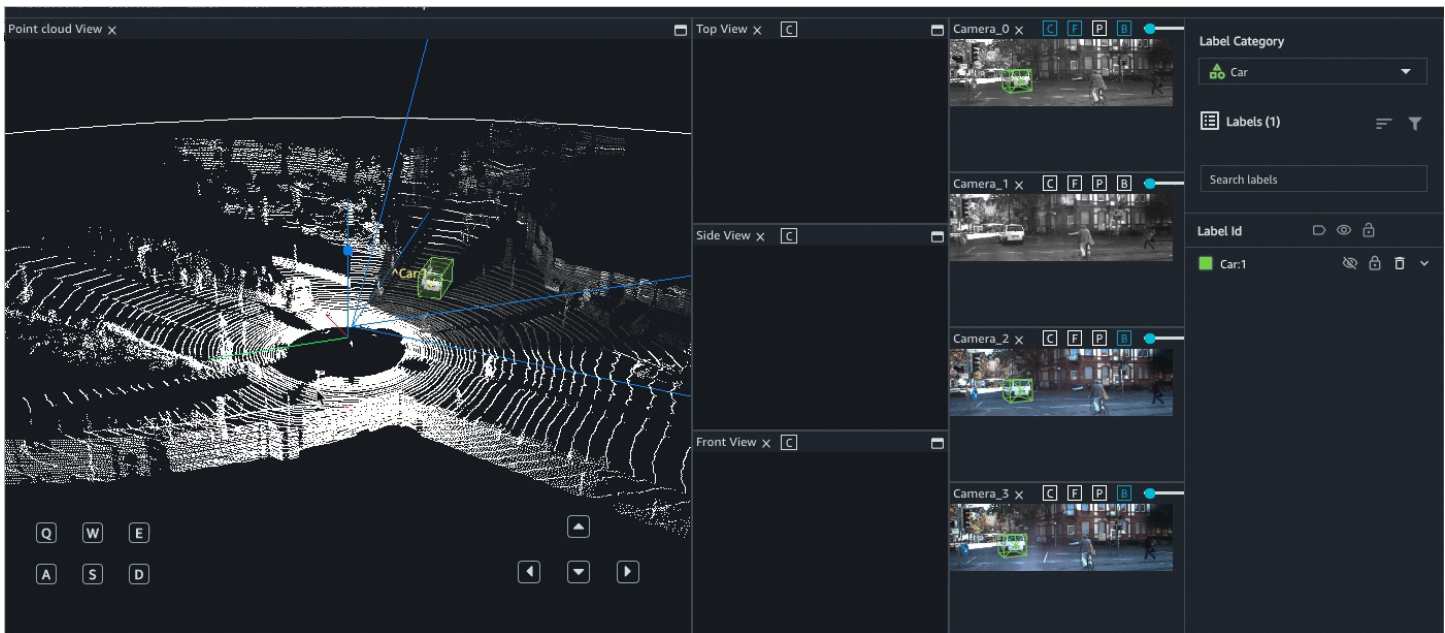 Point cloud View
^Car:1
Q W E
A S D
Top View C
Side View C
Front View C
Camera_0 C F P B
Camera_1 C F P B
Camera_2 C F P B
Camera_3 C F P B
Label Category
Car
Labels (1)
Search labels
Label Id
Car:1